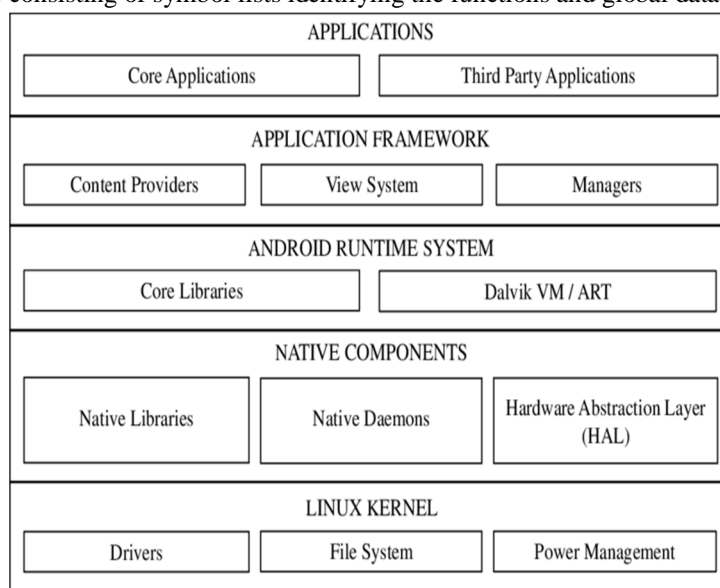 consisting of symbol lists identifying the functions and global data
APPLICATIONS
Core Applications
Third Party Applications
APPLICATION FRAMEWORK
Content Providers
View System
Managers
ANDROID RUNTIME SYSTEM
Core Libraries
Dalvik VM / ART
NATIVE COMPONENTS
Native Libraries
Native Daemons
Hardware Abstraction Layer
(HAL)
LINUX KERNEL
Drivers
File System
Power Management